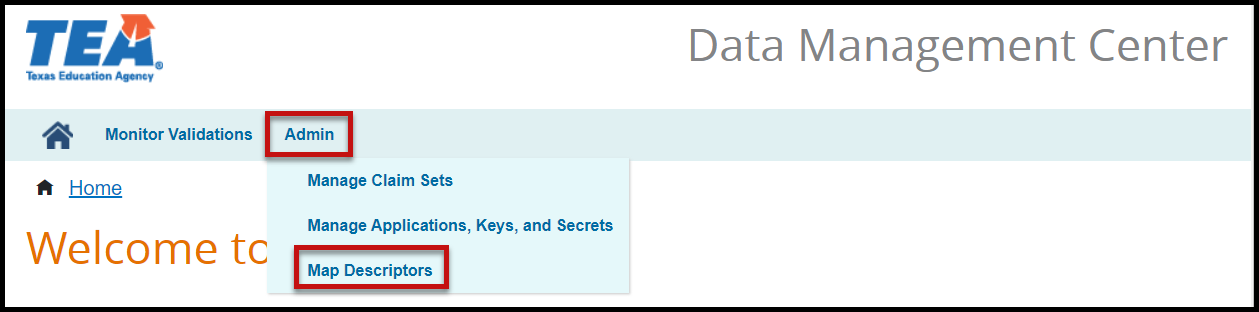 TEA®
Texas Education Agency
Data Management Center
Monitor Validations Admin
Home
Manage Claim Sets
Manage Applications, Keys, and Secrets
Welcome to
Map Descriptors